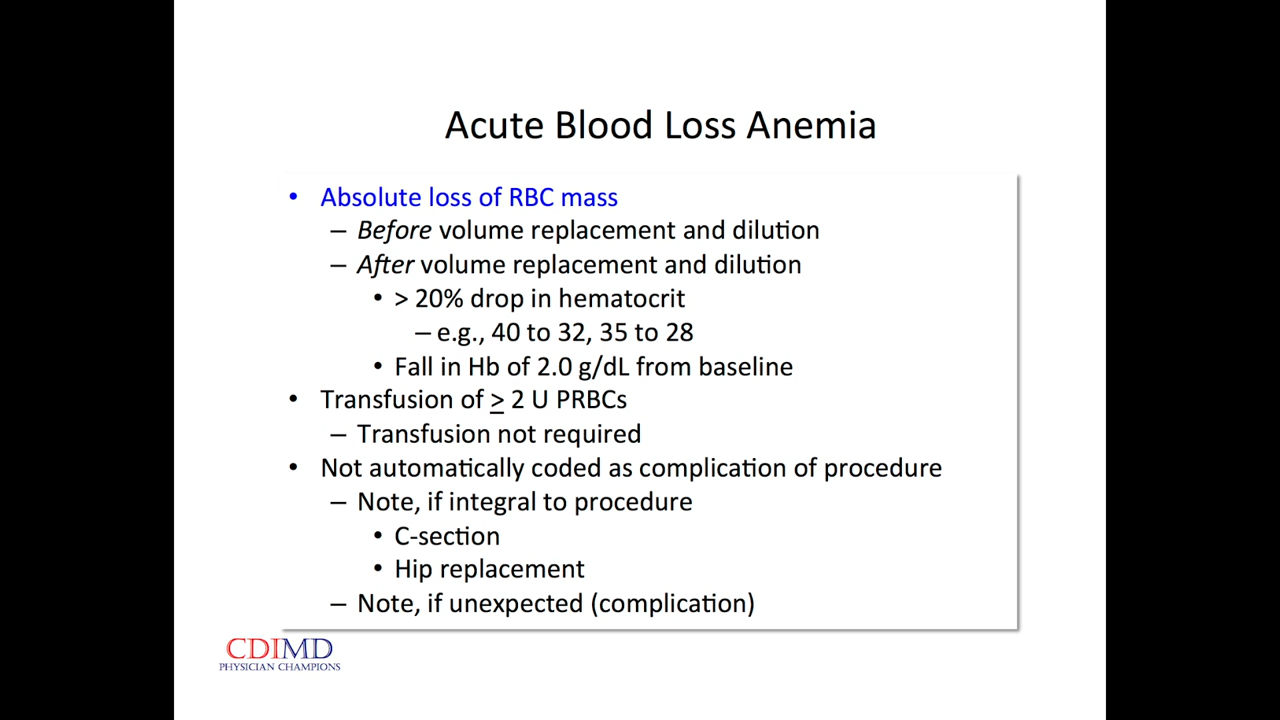 Acute Blood Loss Anemia
• Absolute loss of RBC mass
– Before volume replacement and dilution
– After volume replacement and dilution
• > 20% drop in hematocrit
– e.g., 40 to 32, 35 to 28
• Fall in Hb of 2.0 g/dL from baseline
• Transfusion of ≥ 2 U PRBCs
– Transfusion not required
• Not automatically coded as complication of procedure
– Note, if integral to procedure
• C-section
• Hip replacement
– Note, if unexpected (complication)
CDIMD
PHYSICIAN CHAMPIONS